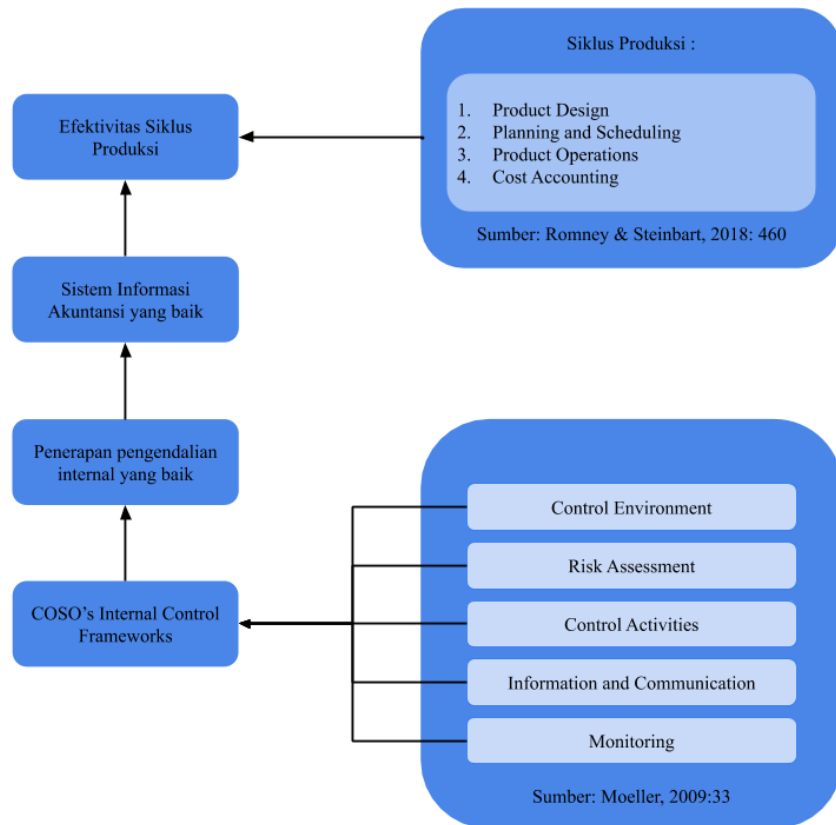 Siklus Produksi :
1. Product Design
2. Planning and Scheduling
3. Product Operations
4. Cost Accounting
Sumber: Romney & Steinbart, 2018: 460
Efektivitas Siklus
Produksi
Sistem Informasi
Akuntansi yang baik
Penerapan pengendalian
internal yang baik
COSO’s Internal Control
Frameworks
Control Environment
Risk Assessment
Control Activities
Information and Communication
Monitoring
Sumber: Moeller, 2009:33